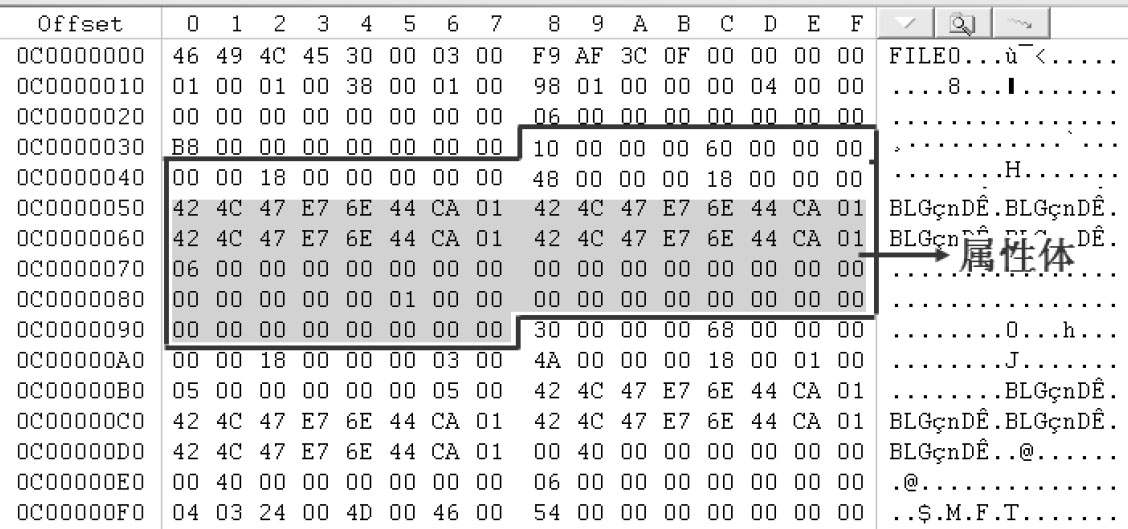 Offset 0 1 2 3 4 5 6 7 8 9 A B C D E F
0C0000000 46 49 4C 45 30 00 03 00 F9 AF 3C 0F 00 00 00 00 FILE0...ù¯<.....
0C0000010 01 00 01 00 38 00 01 00 98 01 00 00 00 04 00 00 ....8...▌.......
0C0000020 00 00 00 00 00 00 00 00 06 00 00 00 00 00 00 00 ................
0C0000030 B8 00 00 00 00 00 00 00 10 00 00 00 60 00 00 00 ¸...........`...
0C0000040 00 00 18 00 00 00 00 00 48 00 00 00 18 00 00 00 ........H.......
0C0000050 42 4C 47 E7 6E 44 CA 01 42 4C 47 E7 6E 44 CA 01 BLGçnDÊ.BLGçnDÊ.
0C0000060 42 4C 47 E7 6E 44 CA 01 42 4C 47 E7 6E 44 CA 01 BLGçnDÊ.BLGçnDÊ.
0C0000070 06 00 00 00 00 00 00 00 00 00 00 00 00 00 00 00 ................
属性体
0C0000080 00 00 00 00 00 01 00 00 00 00 00 00 00 00 00 00 ................
0C0000090 00 00 00 00 00 00 00 00 30 00 00 00 68 00 00 00 ........0...h...
0C00000A0 00 00 18 00 00 00 03 00 4A 00 00 00 18 00 01 00 ........J.......
0C00000B0 05 00 00 00 00 00 05 00 42 4C 47 E7 6E 44 CA 01 ........BLGçnDÊ.
0C00000C0 42 4C 47 E7 6E 44 CA 01 42 4C 47 E7 6E 44 CA 01 BLGçnDÊ.BLGçnDÊ.
0C00000D0 42 4C 47 E7 6E 44 CA 01 00 40 00 00 00 00 00 00 BLGçnDÊ..@......
0C00000E0 00 40 00 00 00 00 00 00 06 00 00 00 00 00 00 00 .@..............
0C00000F0 04 03 24 00 4D 00 46 00 54 00 00 00 00 00 00 00 ..$.M.F.T.......